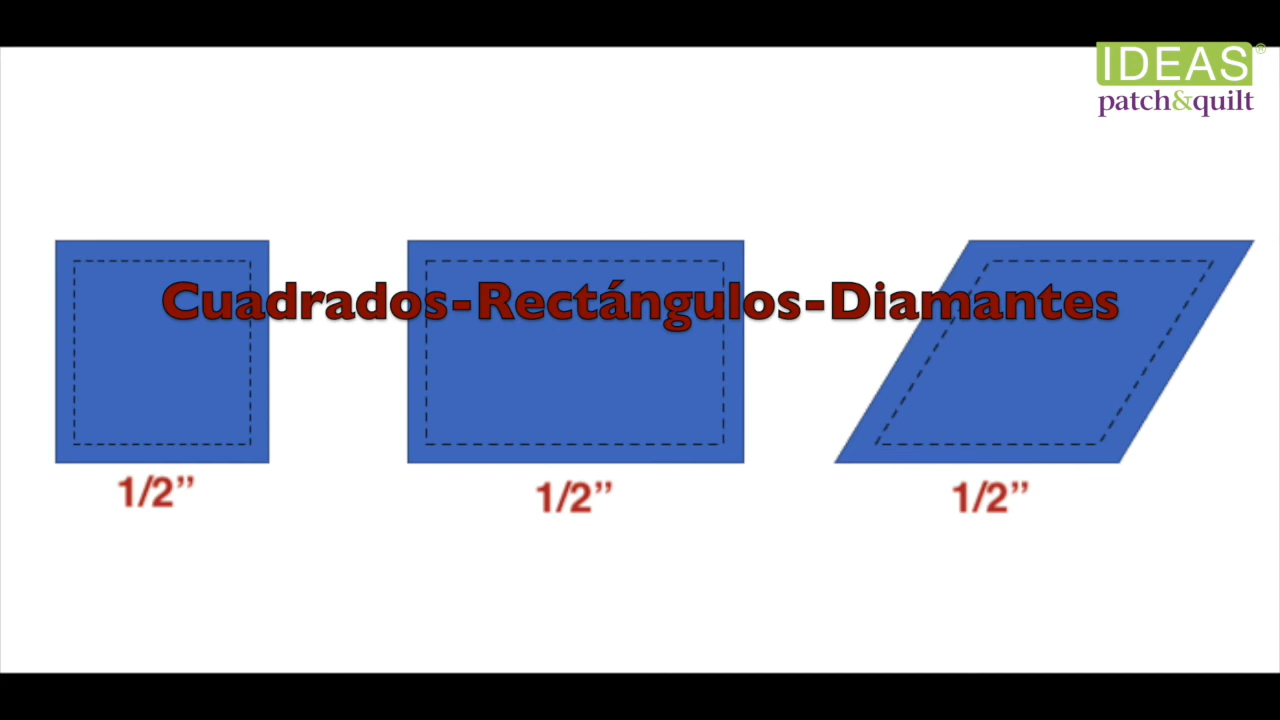 IDEAS®
patch&quilt
Cuadrados-Rectángulos-Diamantes
1/2” 1/2” 1/2”